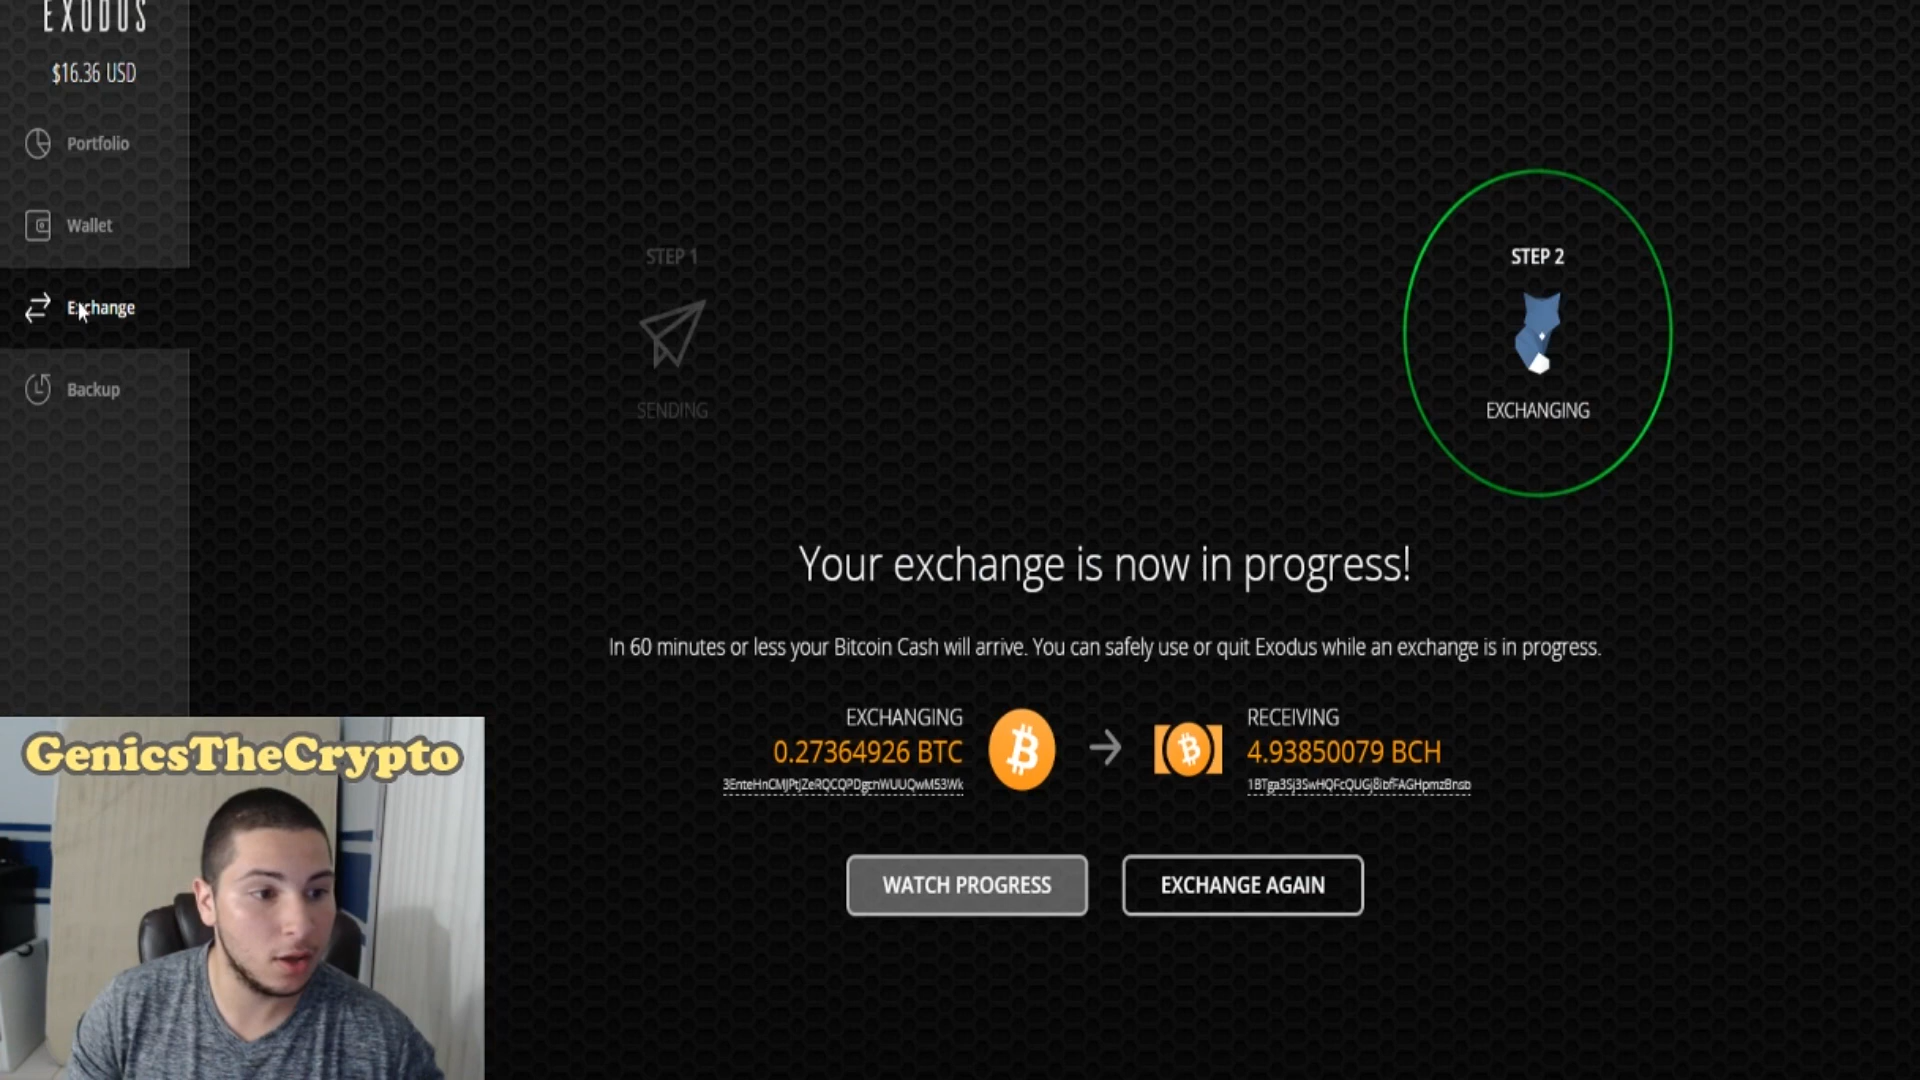 EXODUS
$16.36 USD
Portfolio
Wallet
Exchange
Backup
STEP 1
SENDING
STEP 2
EXCHANGING
Your exchange is now in progress!
In 60 minutes or less your Bitcoin Cash will arrive. You can safely use or quit Exodus while an exchange is in progress.
EXCHANGING
0.27364926 BTC
RECEIVING
4.93850079 BCH
WATCH PROGRESS
EXCHANGE AGAIN
GenicsTheCrypto